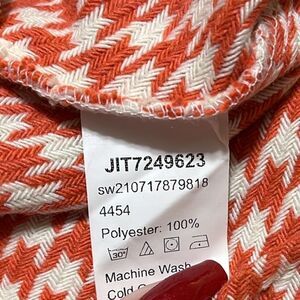 JIT7249623
sw210717879818
4454
Polyester: 100%
30°
Machine Wash
Cold